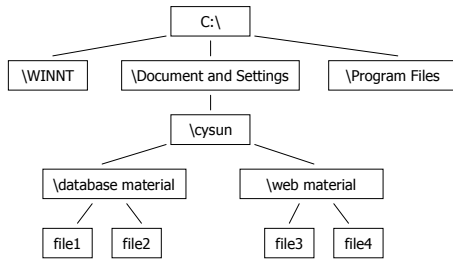 C:\
\WINNT
\Document and Settings
\Program Files
\cysun
\database material
\web material
file1
file2
file3
file4